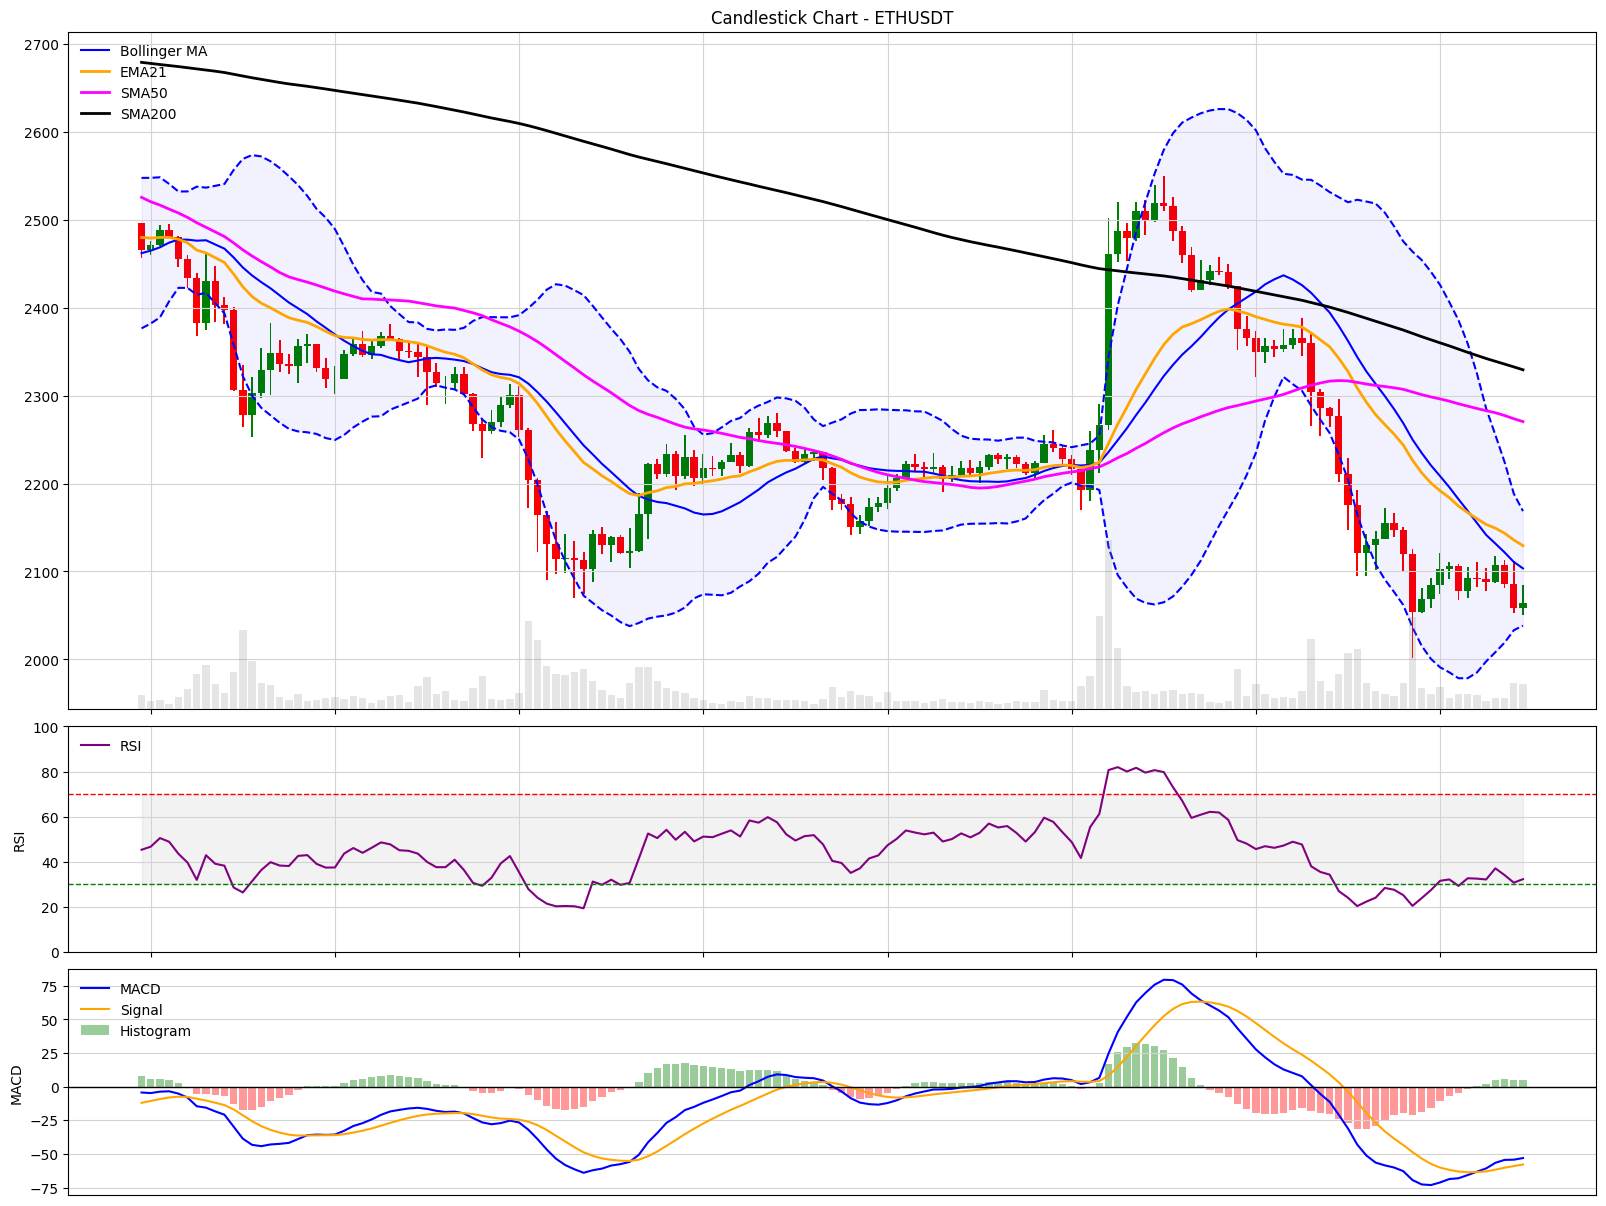 Candlestick Chart - ETHUSDT
2700
2600
2500
2400
2300
2200
2100
2000
Bollinger MA
EMA21
SMA50
SMA200
100
80
60
40
20
0
RSI
RSI
75
50
25
0
−25
−50
−75
MACD
MACD
Signal
Histogram